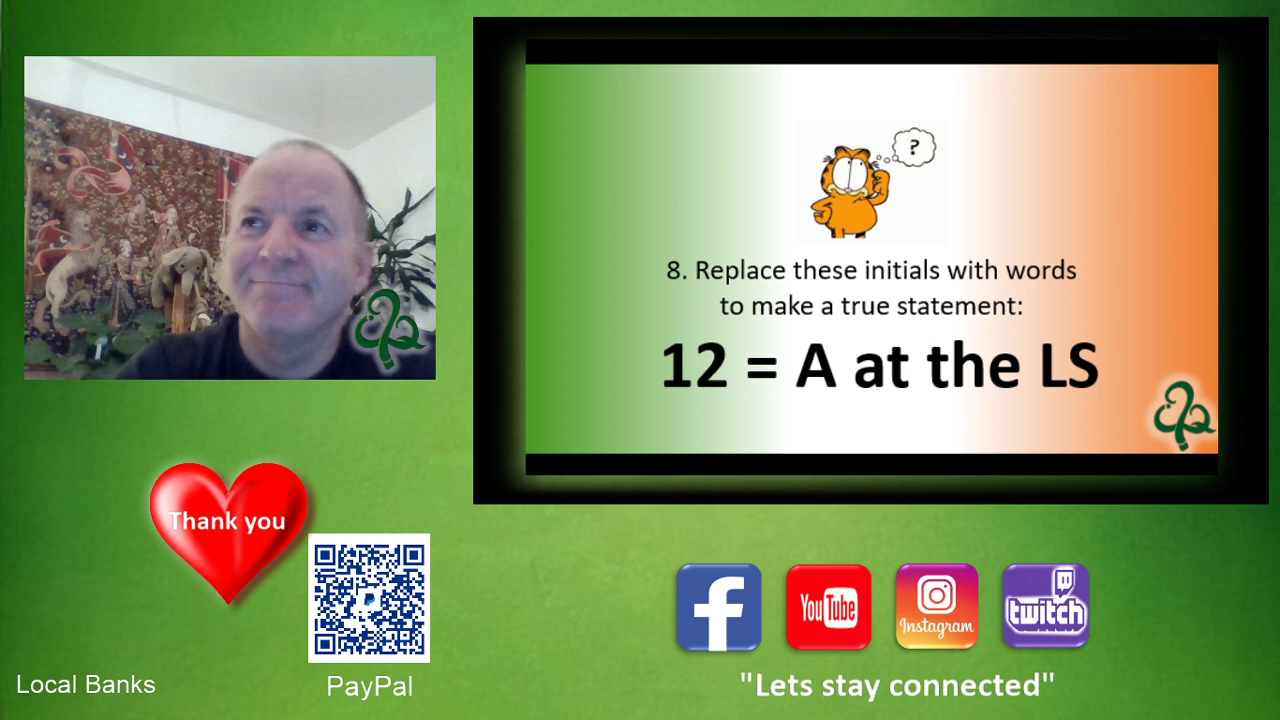 ?
8. Replace these initials with words
to make a true statement:
12 = A at the LS
Thank you
Local Banks
PayPal
f
YouTube
Instagram
twitch
"Lets stay connected"